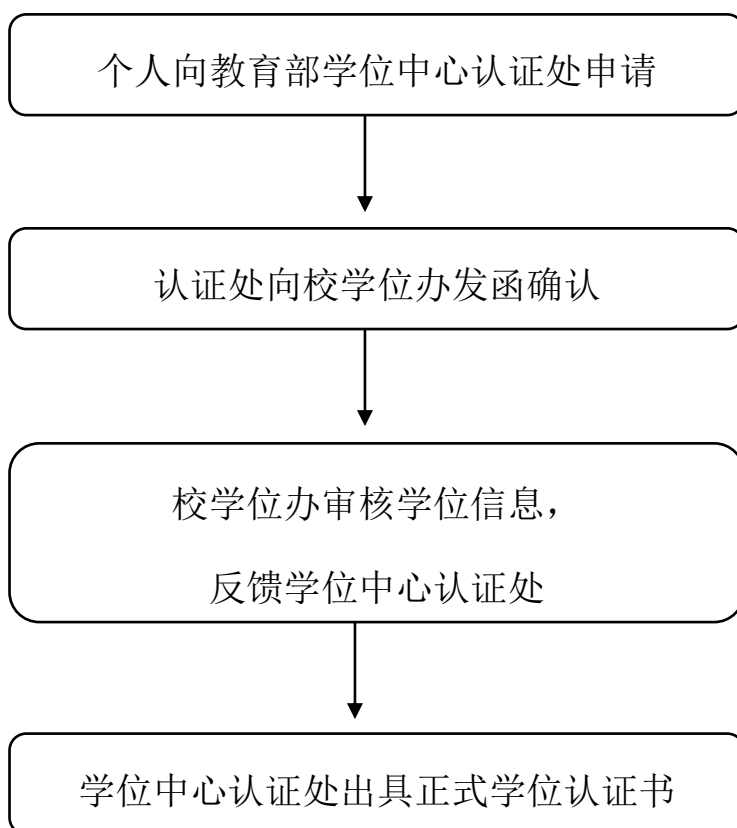 个人向教育部学位中心认证处申请
认证处向校学位办发函确认
校学位办审核学位信息，
反馈学位中心认证处
学位中心认证处出具正式学位认证书